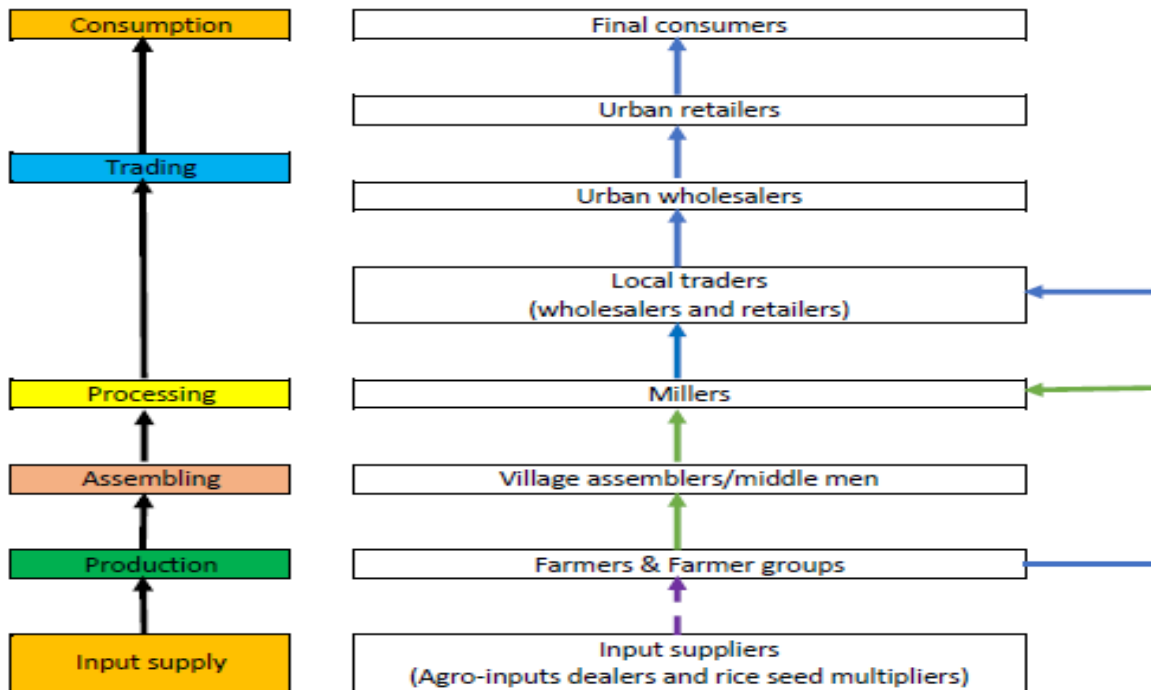 Consumption
Final consumers
Urban retailers
Trading
Urban wholesalers
Local traders
(wholesalers and retailers)
Processing
Millers
Assembling
Village assemblers/middle men
Production
Farmers & Farmer groups
Input supply
Input suppliers
(Agro-inputs dealers and rice seed multipliers)